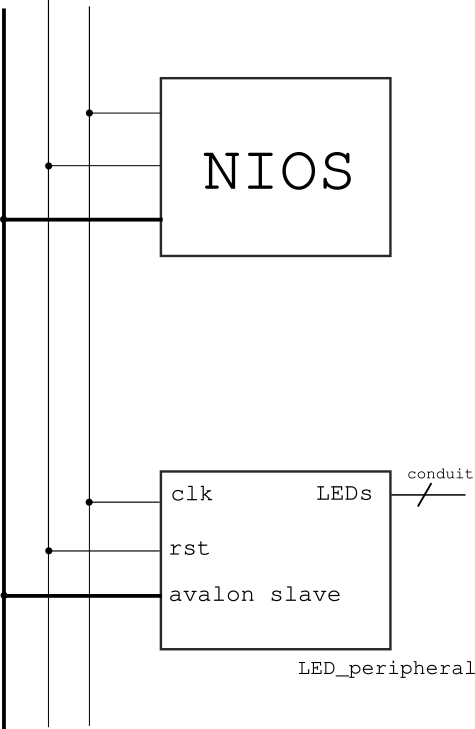 NIOS
conduit
clk
LEDs
rst
avalon slave
LED_peripheral